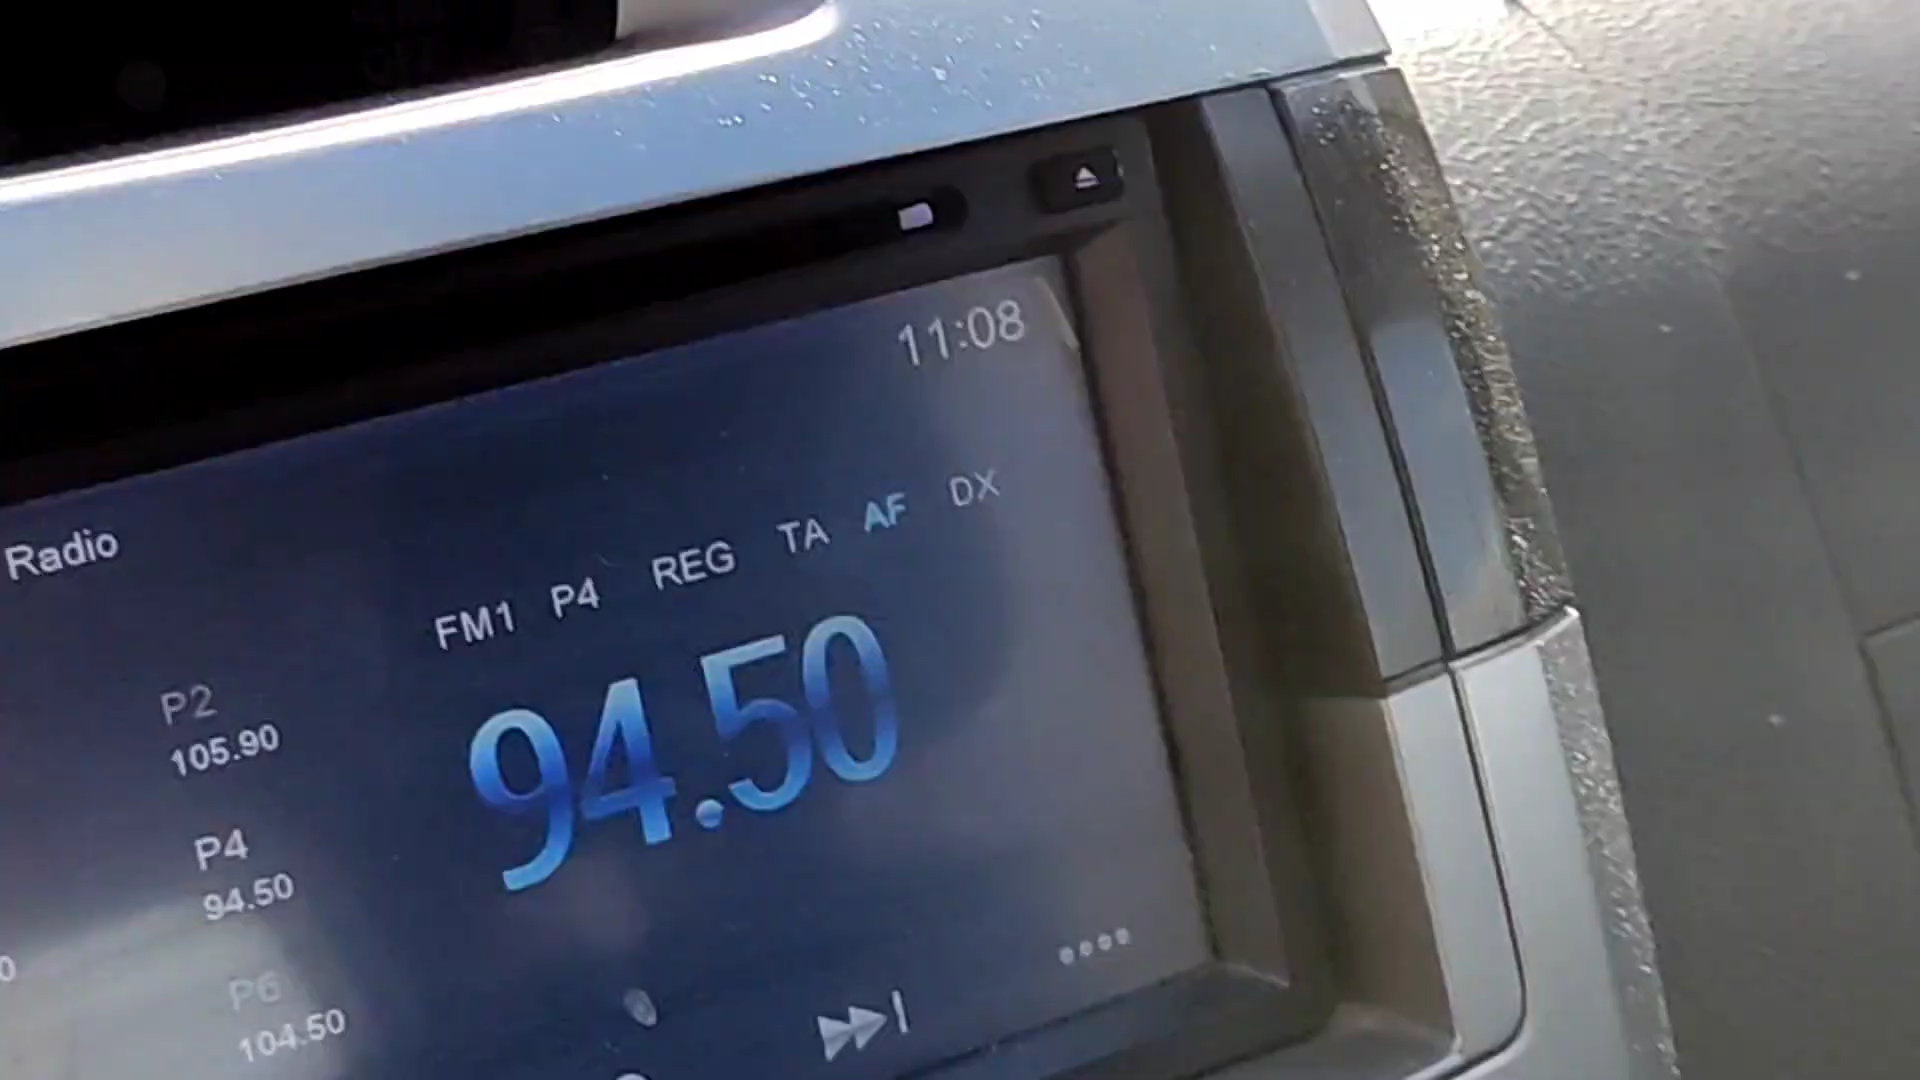 11:08
Radio
FM1 P4 REG TA AF DX
94.50
P2
105.90
P4
94.50
P6
104.50